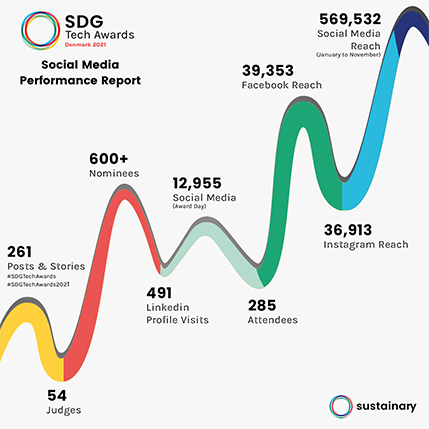 SDG
Tech Awards
Denmark 2021
Social Media
Performance Report
569,532
Social Media
Reach
(January to November)
39,353
Facebook Reach
600+
Nominees
12,955
Social Media
(Award Day)
261
Posts & Stories
#SDGTechAwards
#SDGTechAwards2021
36,913
Instagram Reach
491
Linkedin
Profile Visits
285
Attendees
54
Judges
sustainary